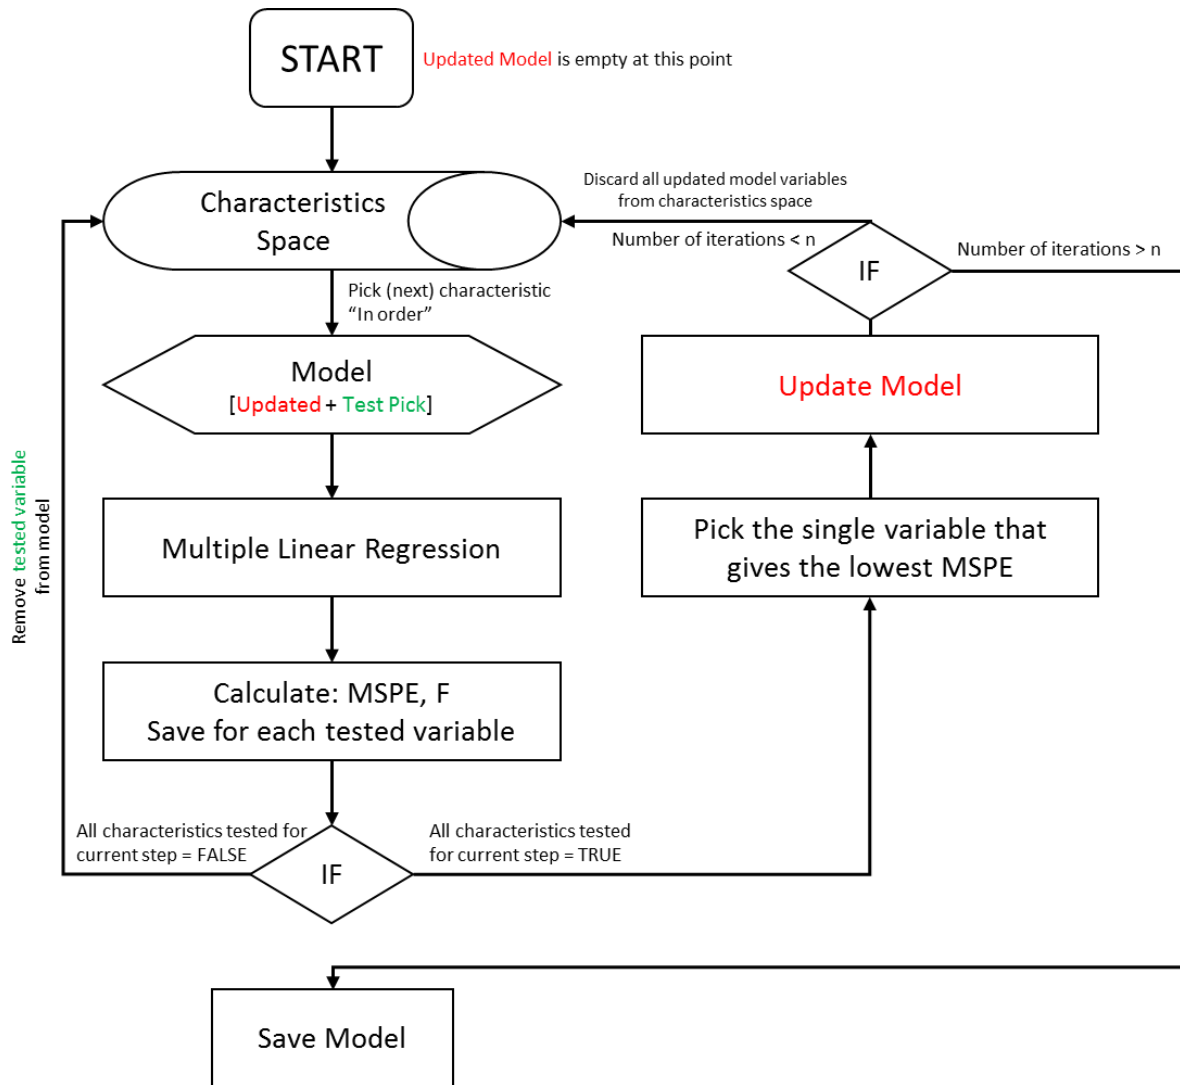 START
Updated Model is empty at this point
Characteristics
Space
Discard all updated model variables
from characteristics space
Number of iterations < n
Number of iterations > n
IF
Pick (next) characteristic
“In order”
Model
[Updated + Test Pick]
Update Model
Remove tested variable
from model
Multiple Linear Regression
Pick the single variable that
gives the lowest MSPE
Calculate: MSPE, F
Save for each tested variable
All characteristics tested for
current step = FALSE
All characteristics tested
for current step = TRUE
IF
Save Model